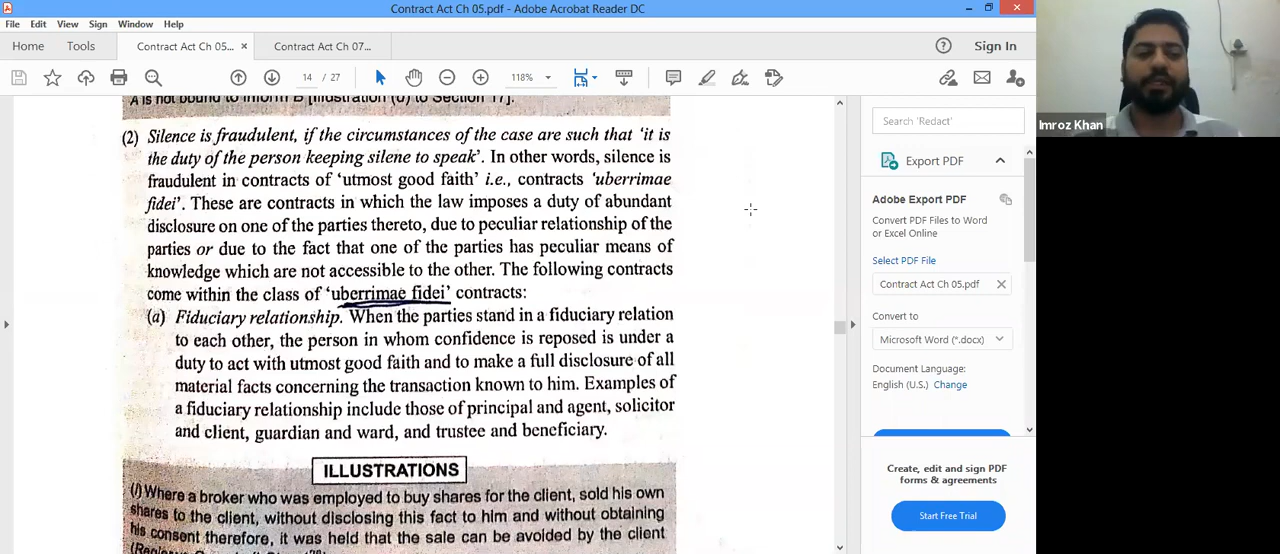 Contract Act Ch 05.pdf - Adobe Acrobat Reader DC
File Edit View Sign Window Help
Home Tools Contract Act Ch 05... × Contract Act Ch 07... Sign In
14 / 27 118%
A is not bound to inform B [Illustration (d) to Section 17].
(2) Silence is fraudulent, if the circumstances of the case are such that ‘it is
the duty of the person keeping silene to speak’. In other words, silence is
fraudulent in contracts of ‘utmost good faith’ i.e., contracts ‘uberrimae
fidei’. These are contracts in which the law imposes a duty of abundant
disclosure on one of the parties thereto, due to peculiar relationship of the
parties or due to the fact that one of the parties has peculiar means of
knowledge which are not accessible to the other. The following contracts
come within the class of ‘uberrimae fidei’ contracts:
(a) Fiduciary relationship. When the parties stand in a fiduciary relation
to each other, the person in whom confidence is reposed is under a
duty to act with utmost good faith and to make a full disclosure of all
material facts concerning the transaction known to him. Examples of
a fiduciary relationship include those of principal and agent, solicitor
and client, guardian and ward, and trustee and beneficiary.
ILLUSTRATIONS
(i) Where a broker who was employed to buy shares for the client, sold his own
shares to the client, without disclosing this fact to him and without obtaining
his consent therefore, it was held that the sale can be avoided by the client
Search 'Redact'
Export PDF
Adobe Export PDF
Convert PDF Files to Word
or Excel Online
Select PDF File
Contract Act Ch 05.pdf
Convert to
Microsoft Word (*.docx)
Document Language:
English (U.S.) Change
Create, edit and sign PDF
forms & agreements
Start Free Trial
Imroz Khan